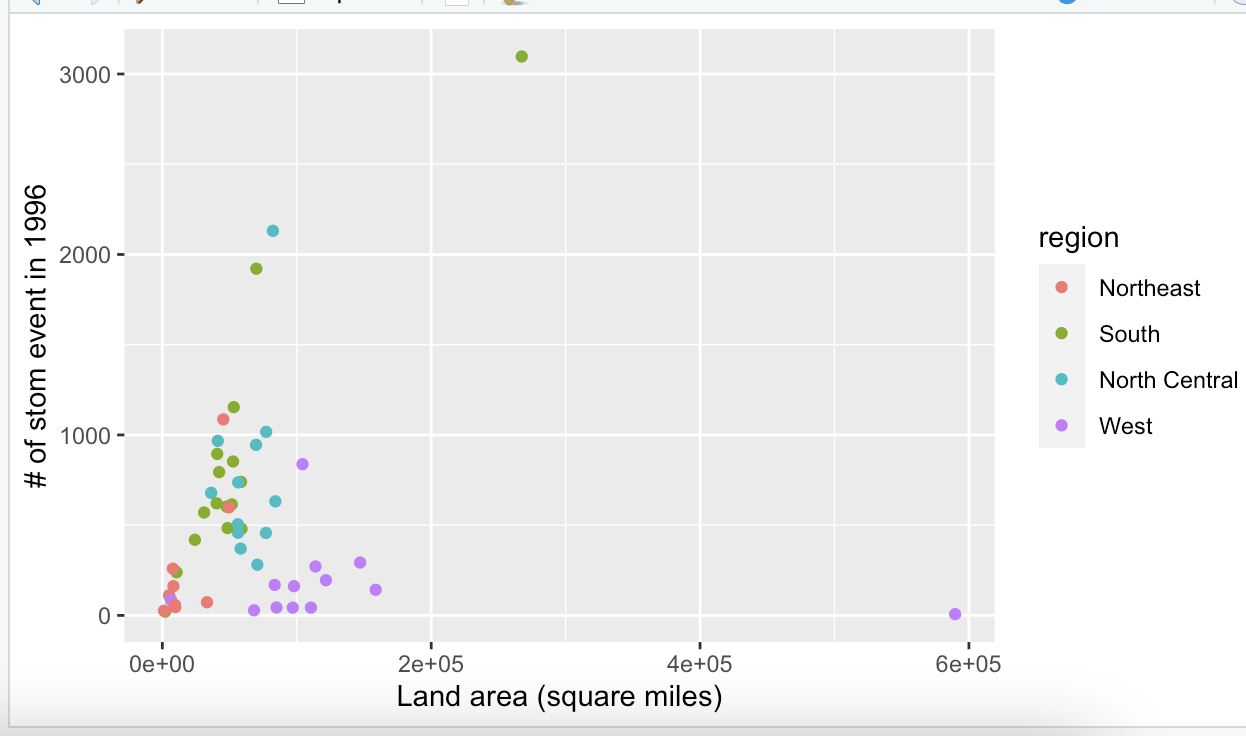 3000
2000
1000
0
# of stom event in 1996
0e+00 2e+05 4e+05 6e+05
Land area (square miles)
region
Northeast
South
North Central
West